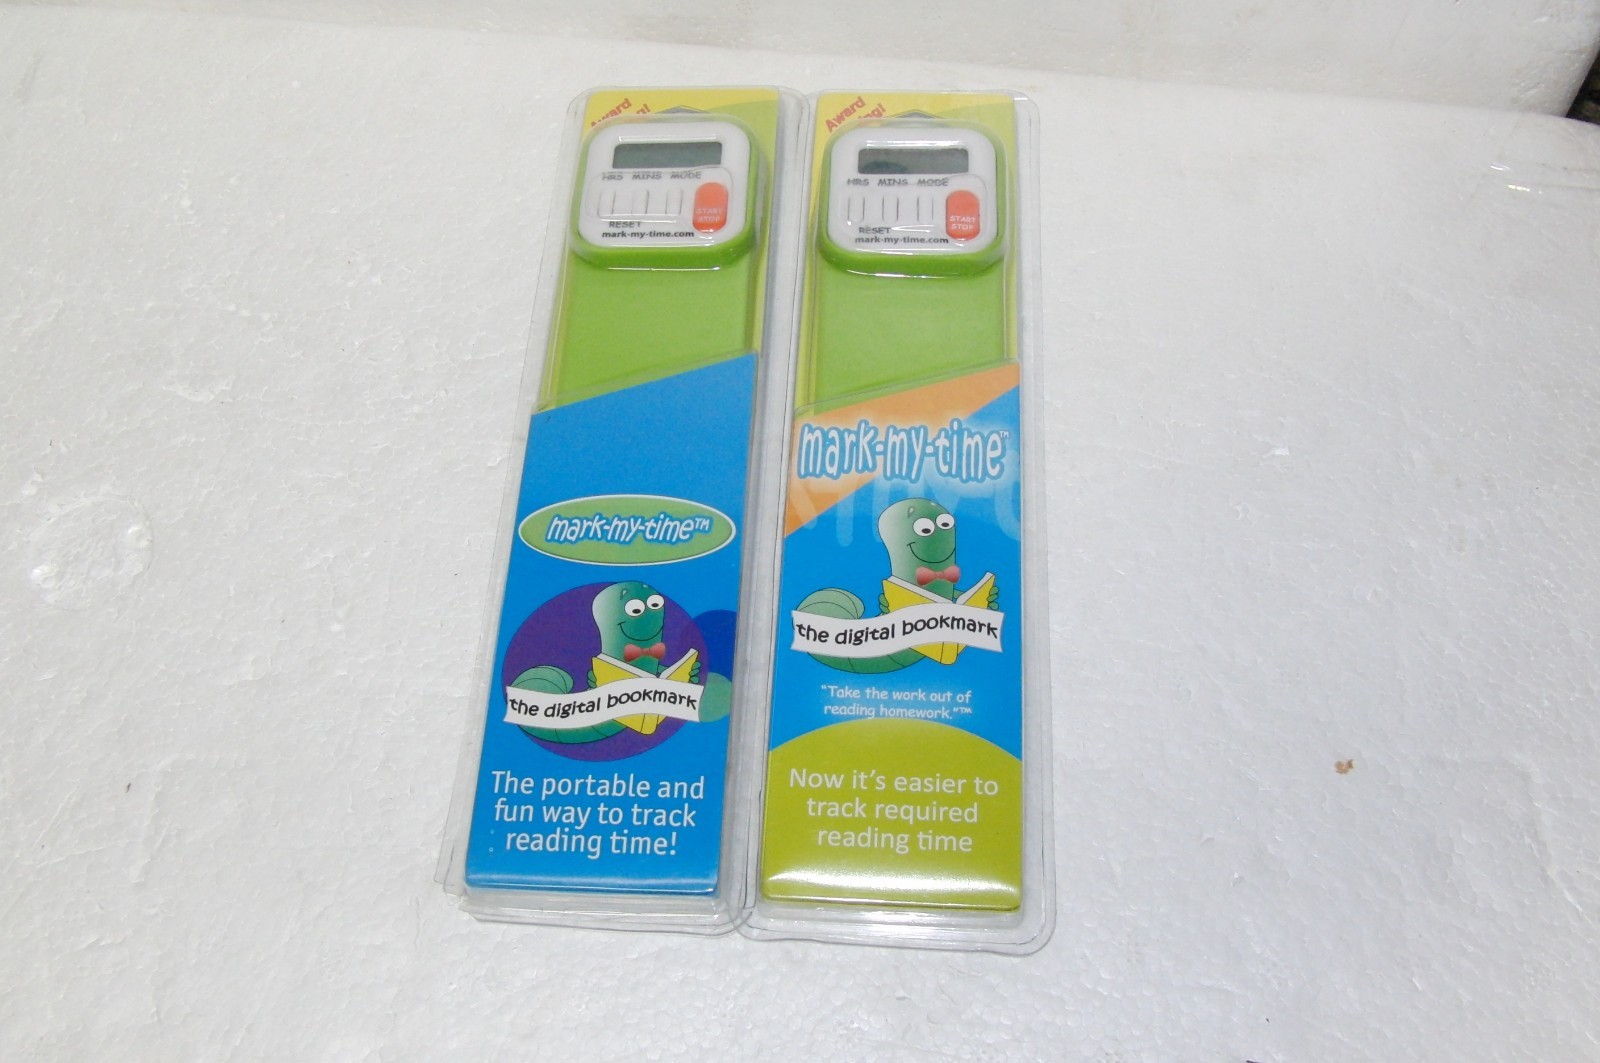 Award
HRS MINS MODE
START
STOP
RESET
mark-my-time.com
mark-my-time™
the digital bookmark
The portable and
fun way to track
reading time!
Award
HRS MINS MODE
START
STOP
RESET
mark-my-time.com
mark-my-time™
the digital bookmark
"Take the work out of
reading homework."™
Now it's easier to
track required
reading time